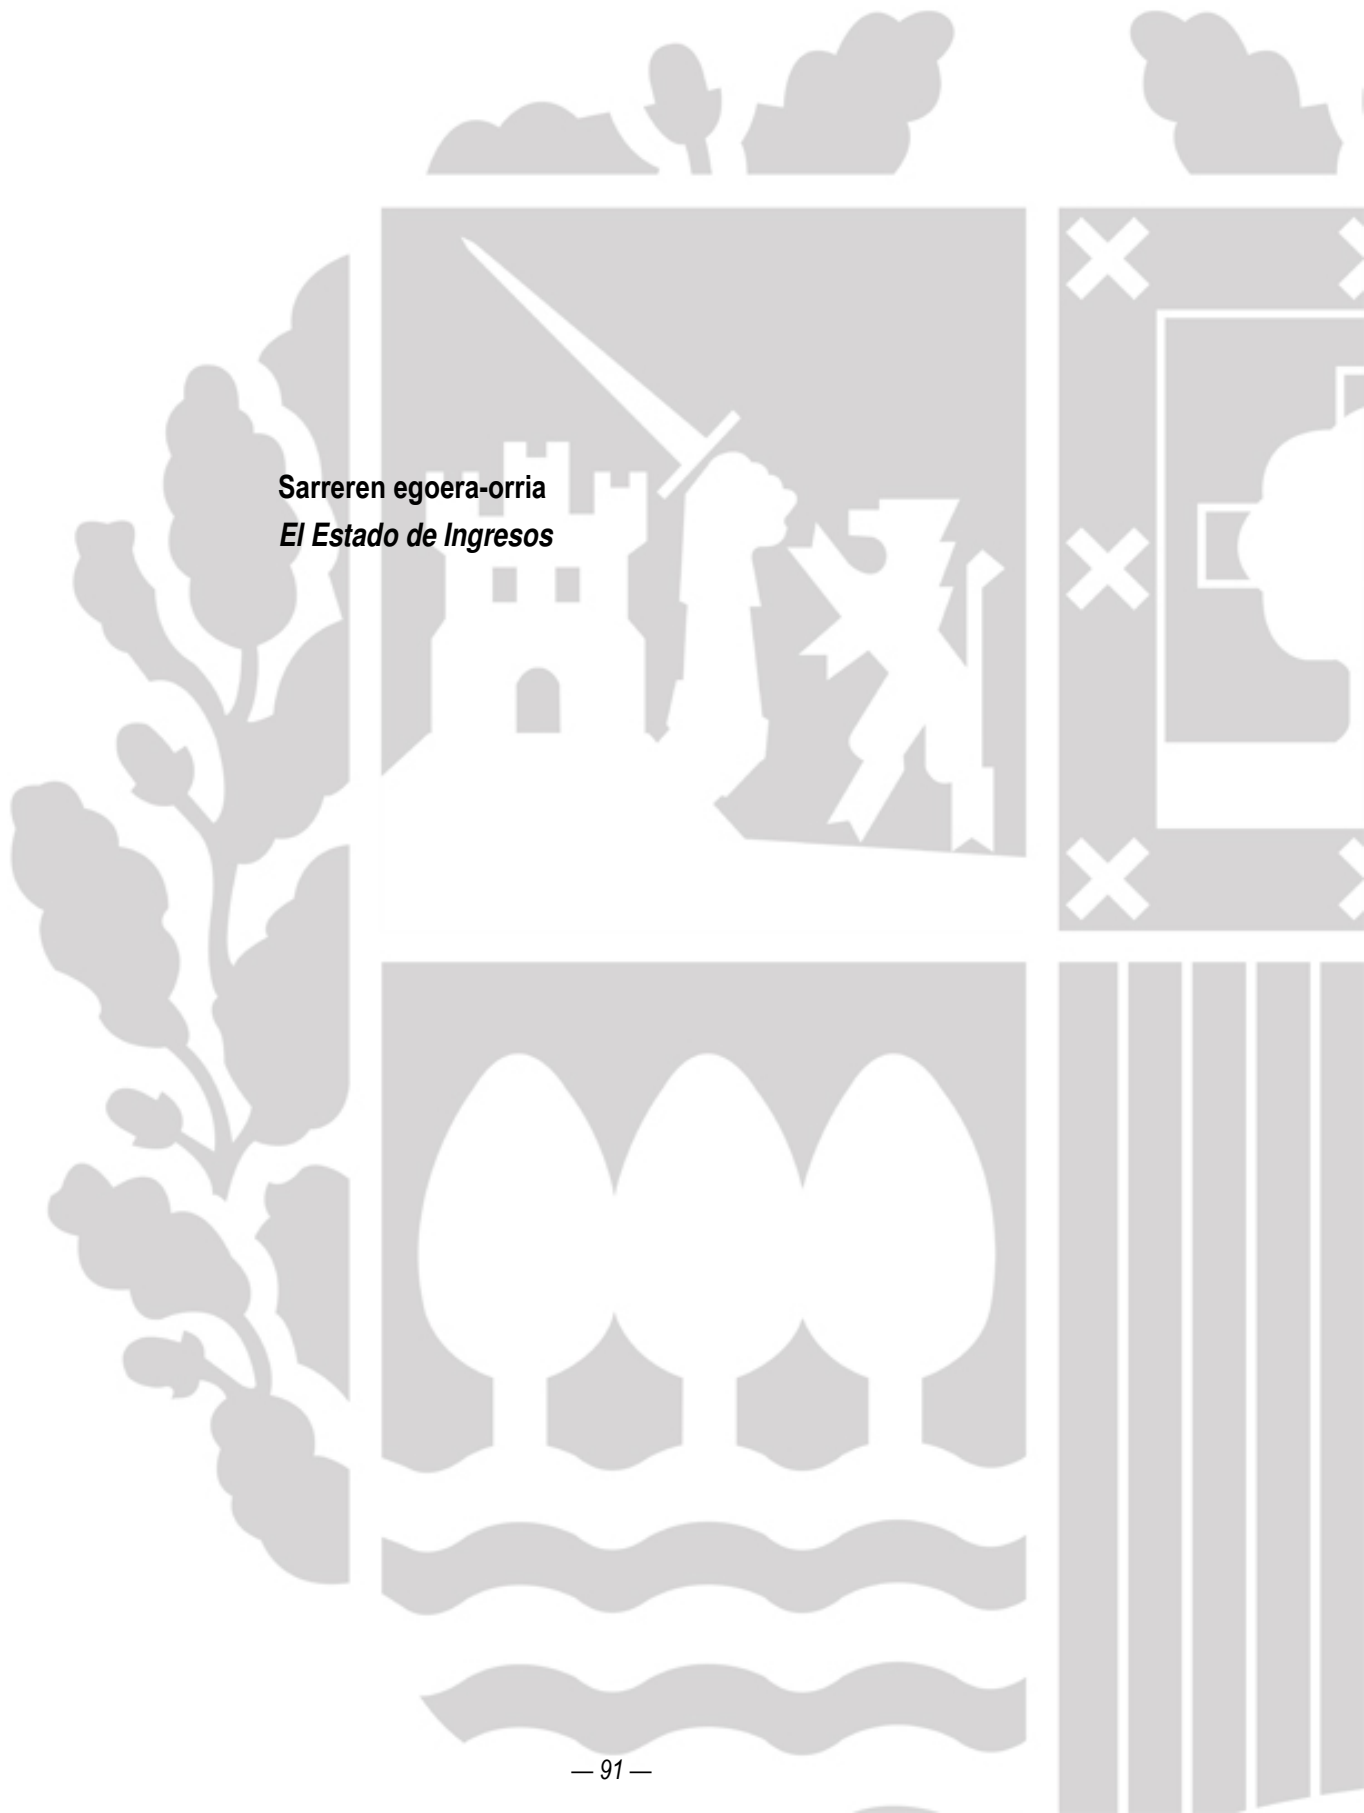 Sarreren egoera-orria
El Estado de Ingresos
— 91 —